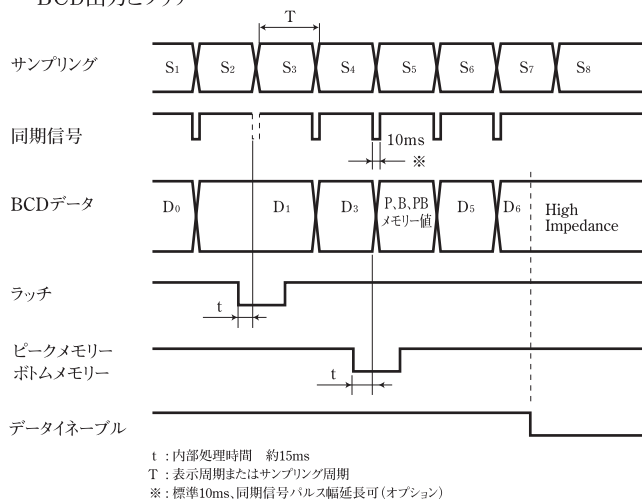 BCD出力とラッチ
T
サンプリング S1 S2 S3 S4 S5 S6 S7 S8
同期信号
10ms
※
BCDデータ D0 D1 D3 P、B、PB メモリー値 D5 D6 High Impedance
ラッチ
t
ピークメモリー
ボトムメモリー
t
データイネーブル
t：内部処理時間 約15ms
T：表示周期またはサンプリング周期
※：標準10ms、同期信号パルス幅延長可(オプション)